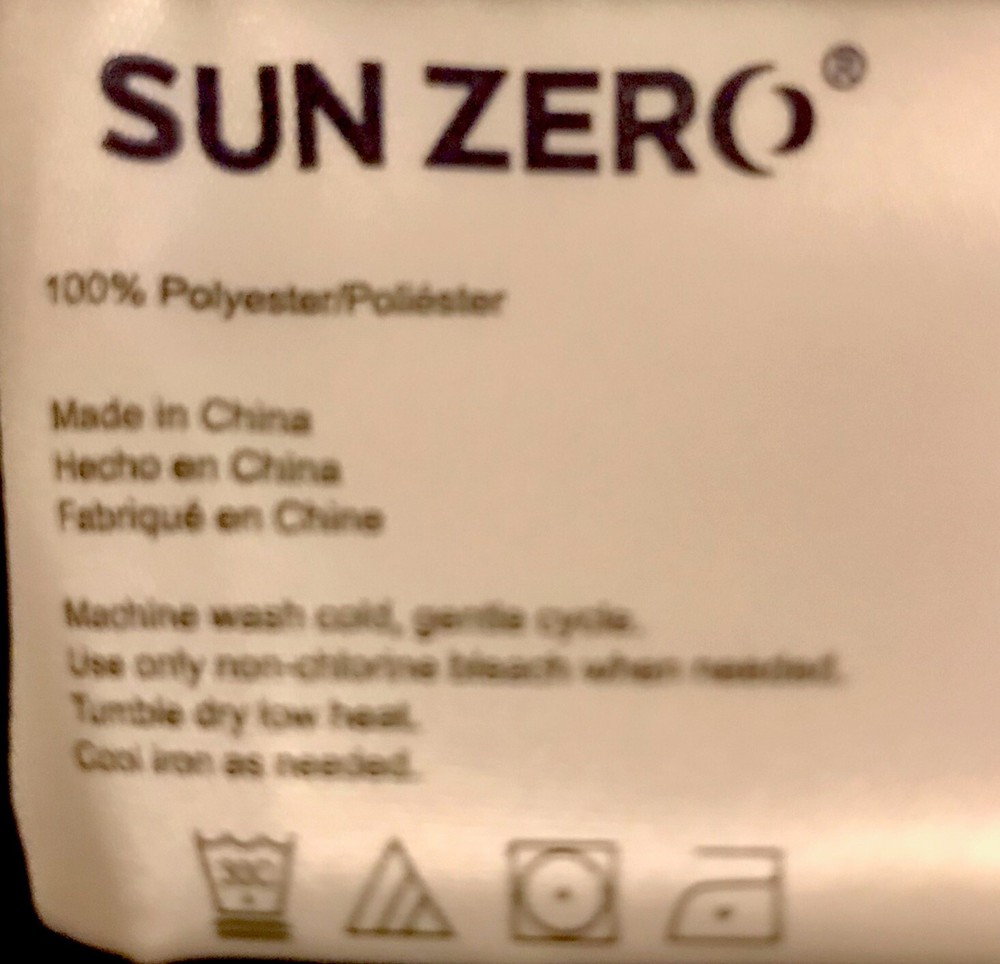 SUN ZERO®
100% Polyester/Poliéster
Made in China
Hecho en China
Fabriqué en Chine
Machine wash cold, gentle cycle.
Use only non-chlorine bleach when needed.
Tumble dry low heat.
Cool iron as needed.
30C